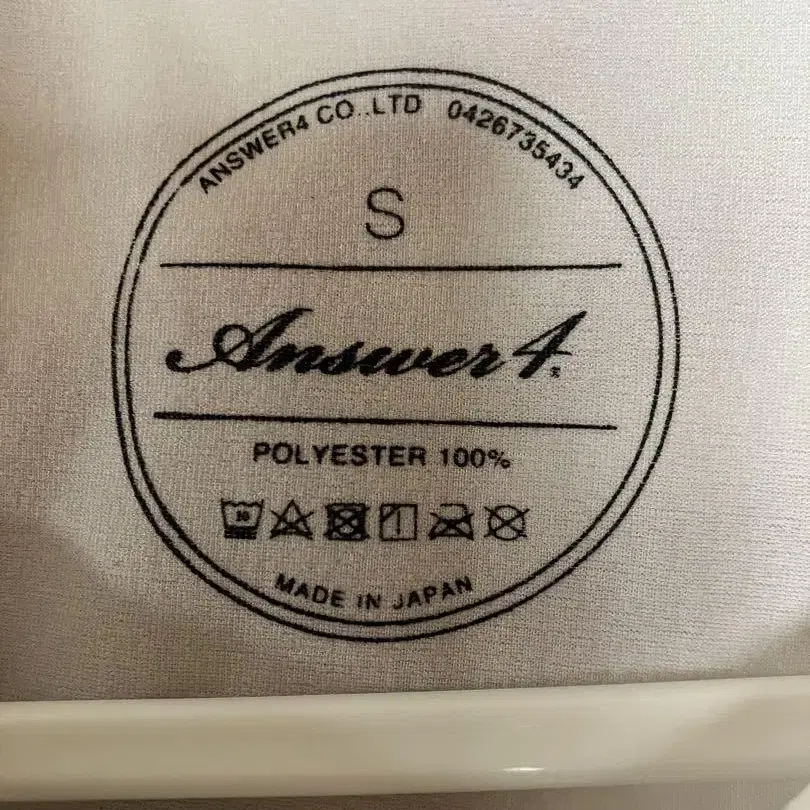 ANSWER4 CO..LTD 0426735434
S
Answer4
POLYESTER 100%
MADE IN JAPAN